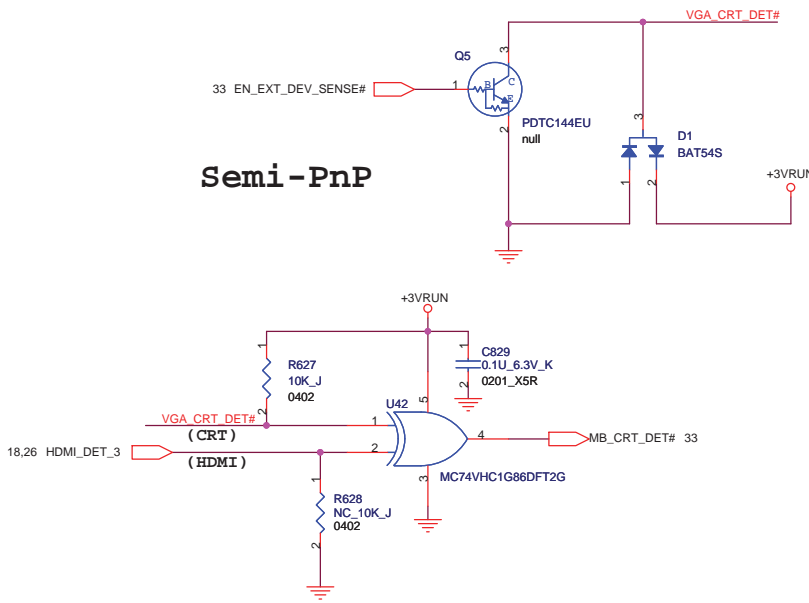 VGA_CRT_DET#
3
Q5
33 EN_EXT_DEV_SENSE#
1
B
C
E
2
PDTC144EU
null
3
D1
BAT54S
1
2
+3VRUN
Semi-PnP
+3VRUN
1
R627
10K_J
0402
2
1
C829
0.1U_6.3V_K
0201_X5R
2
U42
5
VGA_CRT_DET#
(CRT)
1
18,26 HDMI_DET_3
(HDMI)
2
4
MB_CRT_DET# 33
3
MC74VHC1G86DFT2G
1
R628
NC_10K_J
0402
2